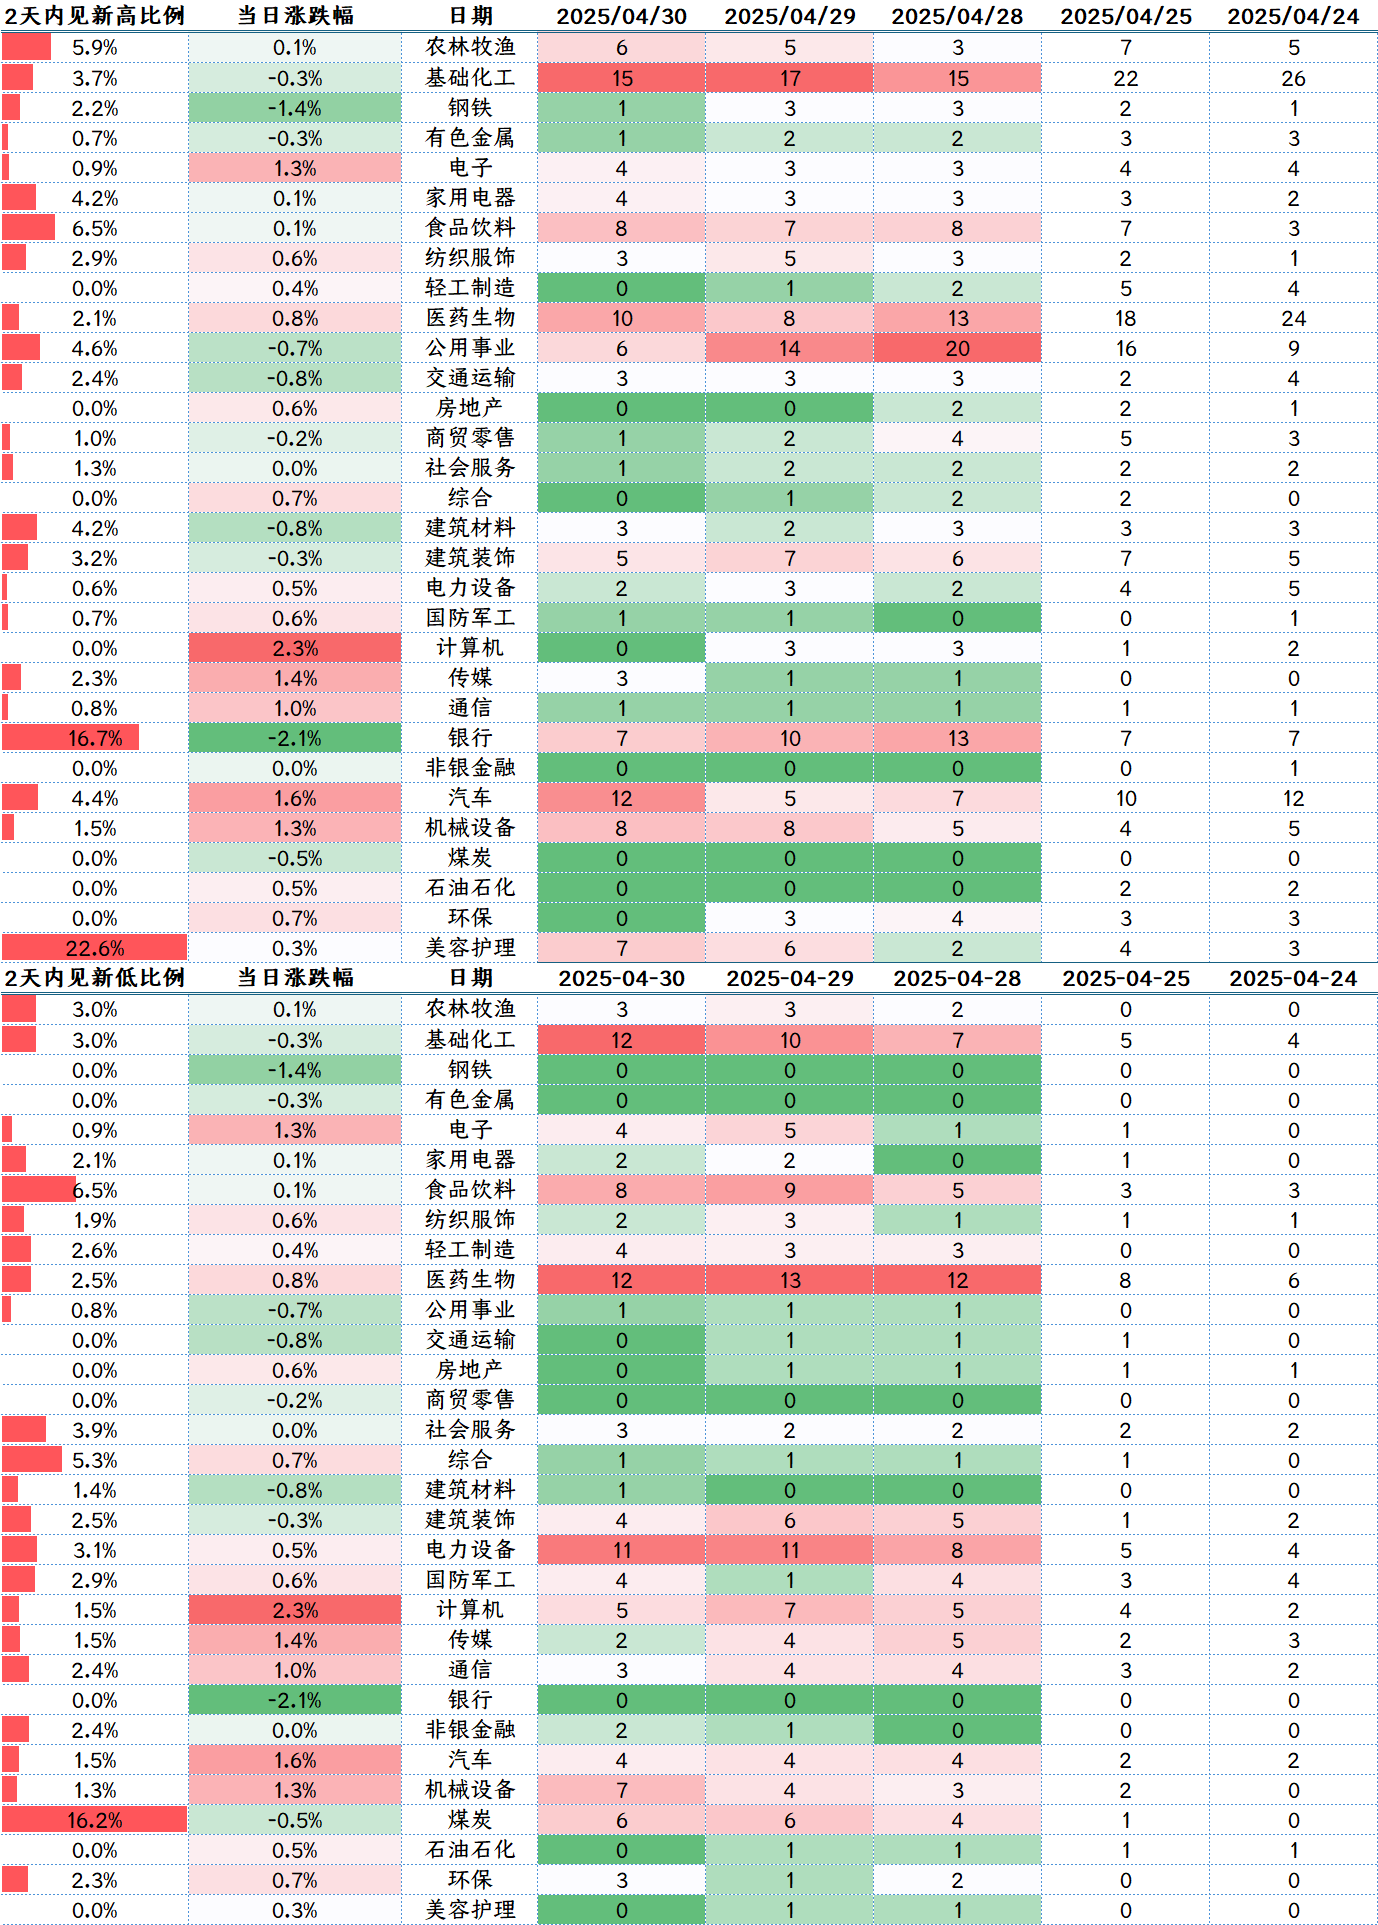 2天内见新高比例 当日涨跌幅 日期 2025/04/30 2025/04/29 2025/04/28 2025/04/25 2025/04/24
5.9% 0.1% 农林牧渔 6 5 3 7 5
3.7% -0.3% 基础化工 15 17 15 22 26
2.2% -1.4% 钢铁 1 3 3 2 1
0.7% -0.3% 有色金属 1 2 2 3 3
0.9% 1.3% 电子 4 3 3 4 4
4.2% 0.1% 家用电器 4 3 3 3 2
6.5% 0.1% 食品饮料 8 7 8 7 3
2.9% 0.6% 纺织服饰 3 5 3 2 1
0.0% 0.4% 轻工制造 0 1 2 5 4
2.1% 0.8% 医药生物 10 8 13 18 24
4.6% -0.7% 公用事业 6 14 20 16 9
2.4% -0.8% 交通运输 3 3 3 2 4
0.0% 0.6% 房地产 0 0 2 2 1
1.0% -0.2% 商贸零售 1 2 4 5 3
1.3% 0.0% 社会服务 1 2 2 2 2
0.0% 0.7% 综合 0 1 2 2 0
4.2% -0.8% 建筑材料 3 2 3 3 3
3.2% -0.3% 建筑装饰 5 7 6 7 5
0.6% 0.5% 电力设备 2 3 2 4 5
0.7% 0.6% 国防军工 1 1 0 0 1
0.0% 2.3% 计算机 0 3 3 1 2
2.3% 1.4% 传媒 3 1 1 0 0
0.8% 1.0% 通信 1 1 1 1 1
16.7% -2.1% 银行 7 10 13 7 7
0.0% 0.0% 非银金融 0 0 0 0 1
4.4% 1.6% 汽车 12 5 7 10 12
1.5% 1.3% 机械设备 8 8 5 4 5
0.0% -0.5% 煤炭 0 0 0 0 0
0.0% 0.5% 石油石化 0 0 0 2 2
0.0% 0.7% 环保 0 3 4 3 3
22.6% 0.3% 美容护理 7 6 2 4 3
2天内见新低比例 当日涨跌幅 日期 2025-04-30 2025-04-29 2025-04-28 2025-04-25 2025-04-24
3.0% 0.1% 农林牧渔 3 3 2 0 0
3.0% -0.3% 基础化工 12 10 7 5 4
0.0% -1.4% 钢铁 0 0 0 0 0
0.0% -0.3% 有色金属 0 0 0 0 0
0.9% 1.3% 电子 4 5 1 1 0
2.1% 0.1% 家用电器 2 2 0 1 0
6.5% 0.1% 食品饮料 8 9 5 3 3
1.9% 0.6% 纺织服饰 2 3 1 1 1
2.6% 0.4% 轻工制造 4 3 3 0 0
2.5% 0.8% 医药生物 12 13 12 8 6
0.8% -0.7% 公用事业 1 1 1 0 0
0.0% -0.8% 交通运输 0 1 1 1 0
0.0% 0.6% 房地产 0 1 1 1 1
0.0% -0.2% 商贸零售 0 0 0 0 0
3.9% 0.0% 社会服务 3 2 2 2 2
5.3% 0.7% 综合 1 1 1 1 0
1.4% -0.8% 建筑材料 1 0 0 0 0
2.5% -0.3% 建筑装饰 4 6 5 1 2
3.1% 0.5% 电力设备 11 11 8 5 4
2.9% 0.6% 国防军工 4 1 4 3 4
1.5% 2.3% 计算机 5 7 5 4 2
1.5% 1.4% 传媒 2 4 5 2 3
2.4% 1.0% 通信 3 4 4 3 2
0.0% -2.1% 银行 0 0 0 0 0
2.4% 0.0% 非银金融 2 1 0 0 0
1.5% 1.6% 汽车 4 4 4 2 2
1.3% 1.3% 机械设备 7 4 3 2 0
16.2% -0.5% 煤炭 6 6 4 1 0
0.0% 0.5% 石油石化 0 1 1 1 1
2.3% 0.7% 环保 3 1 2 0 0
0.0% 0.3% 美容护理 0 1 1 0 0